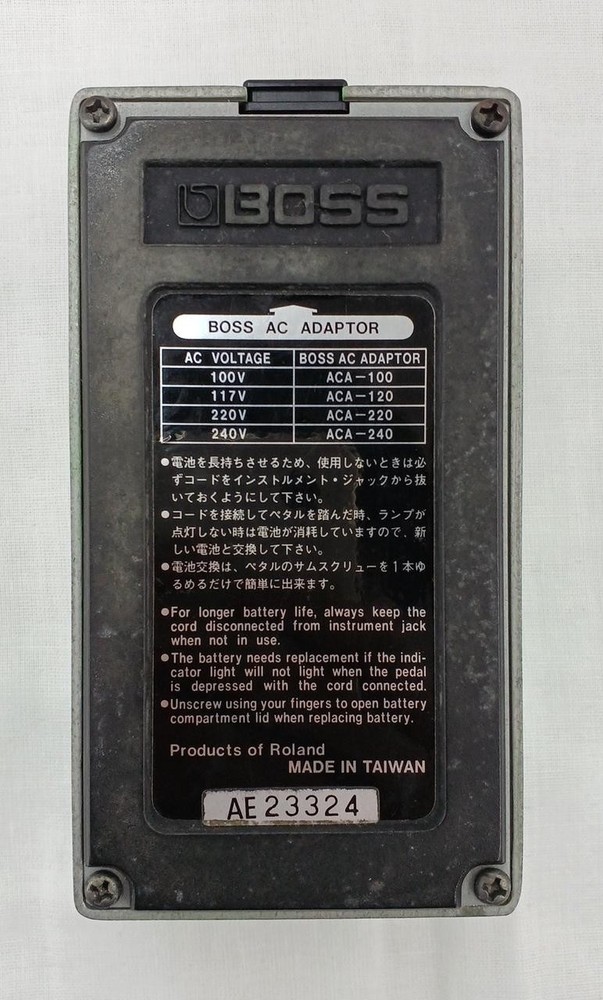 BOSS
BOSS AC ADAPTOR
AC VOLTAGE BOSS AC ADAPTOR
100V ACA-100
117V ACA-120
220V ACA-220
240V ACA-240
●電池を長持ちさせるため、使用しないときは必
ずコードをインストルメント・ジャックから抜
いておくようにして下さい。
●コードを接続してペタルを踏んだ時、ランプが
点灯しない時は電池が消耗していますので、新
しい電池と交換して下さい。
●電池交換は、ペタルのサムスクリューを1本ゆ
るめるだけで簡単に出来ます。
●For longer battery life, always keep the
cord disconnected from instrument jack
when not in use.
●The battery needs replacement if the indi-
cator light will not light when the pedal
is depressed with the cord connected.
●Unscrew using your fingers to open battery
compartment lid when replacing battery.
Products of Roland
MADE IN TAIWAN
AE23324